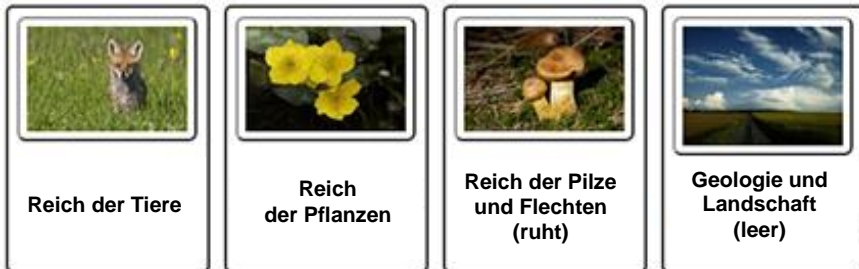 Reich der Tiere
Reich
der Pflanzen
Reich der Pilze
und Flechten
(ruht)
Geologie und
Landschaft
(leer)